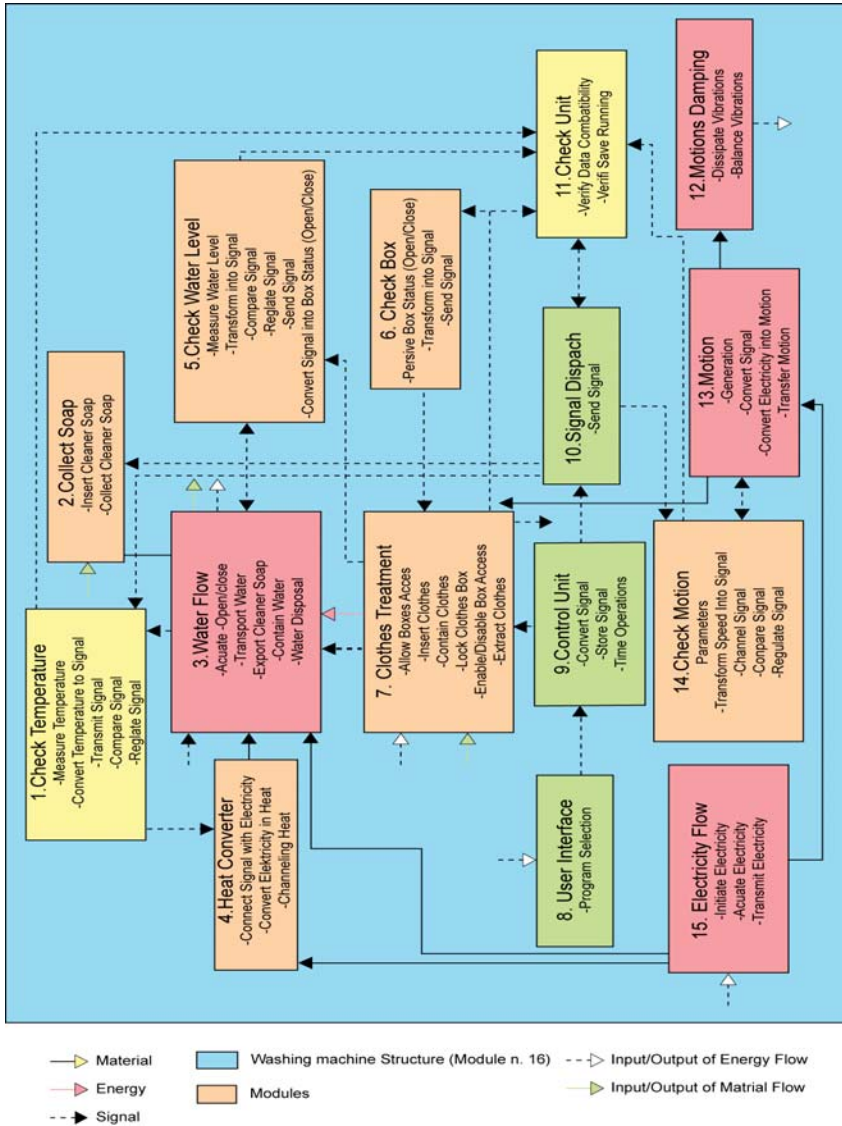 1.Check Temperature
-Measure Temperature
-Convert Temperature to Signal
-Transmit Signal
-Compare Signal
-Reglate Signal
2.Collect Soap
-Insert Cleaner Soap
-Collect Cleaner Soap
3.Water Flow
-Acuate -Open/close
-Transport Water
-Export Cleaner Soap
-Contain Water
-Water Disposal
4.Heat Converter
-Connect Signal with Electricity
-Convert Elektricity in Heat
-Channeling Heat
5.Check Water Level
-Measure Water Level
-Transform into Signal
-Compare Signal
-Reglate Signal
-Send Signal
-Convert Signal into Box Status (Open/Close)
6. Check Box
-Persive Box Status (Open/Close)
-Transform into Signal
-Send Signal
7. Clothes Treatment
-Allow Boxes Acces
-Insert Clothes
-Contain Clothes
-Lock Clothes Box
-Enable/Disable Box Access
-Extract Clothes
8. User Interface
-Program Selection
9.Control Unit
-Convert Signal
-Store Signal
-Time Operations
10.Signal Dispach
-Send Signal
11.Check Unit
-Verify Data Combatibility
-Verifi Save Running
12.Motions Damping
-Dissipate Vibrations
-Balance Vibrations
13.Motion
-Generation
-Convert Signal
-Convert Electricity into Motion
-Transfer Motion
14.Check Motion
Parameters
-Transform Speed Into Signal
-Channel Signal
-Conpare Signal
-Regulate Signal
15. Electricity Flow
-Initiate Electricity
-Acuate Electricity
-Transmit Electricity
Material
Energy
Signal
Washing machine Structure (Module n. 16)
Modules
Input/Output of Energy Flow
Input/Output of Matrial Flow